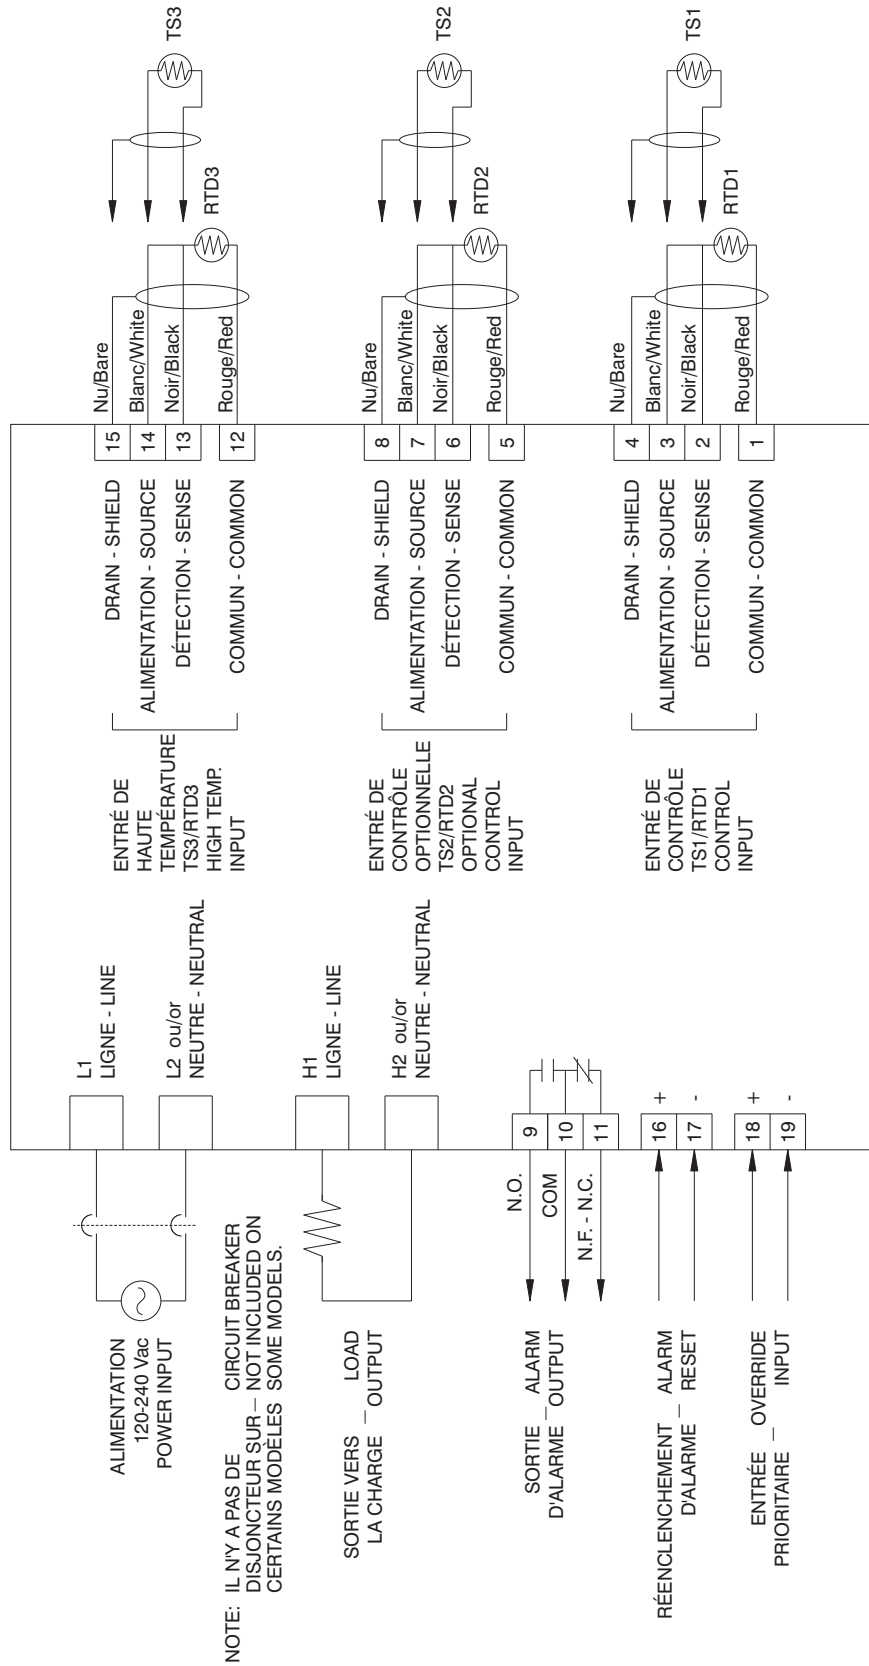 ALIMENTATION
120-240 Vac
POWER INPUT
L1
LIGNE - LINE
L2 ou/or
NEUTRE - NEUTRAL
NOTE: IL N'Y A PAS DE
DISJONCTEUR SUR
CERTAINS MODÈLES
—
CIRCUIT BREAKER
NOT INCLUDED ON
SOME MODELS.
SORTIE VERS
LA CHARGE
—
LOAD
OUTPUT
H1
LIGNE - LINE
H2 ou/or
NEUTRE - NEUTRAL
SORTIE
D'ALARME
—
ALARM
OUTPUT
N.O.
COM
N.F. - N.C.
9
10
11
RÉENCLENCHEMENT
D'ALARME
—
ALARM
RESET
16 +
17 -
ENTRÉE
PRIORITAIRE
—
OVERRIDE
INPUT
18 +
19 -
ENTRÉ DE
HAUTE
TEMPÉRATURE
TS3/RTD3
HIGH TEMP.
INPUT
DRAIN - SHIELD 15 Nu/Bare
ALIMENTATION - SOURCE 14 Blanc/White
DÉTECTION - SENSE 13 Noir/Black
COMMUN - COMMON 12 Rouge/Red
RTD3
TS3
ENTRÉ DE
CONTRÔLE
OPTIONNELLE
TS2/RTD2
OPTIONAL
CONTROL
INPUT
DRAIN - SHIELD 8 Nu/Bare
ALIMENTATION - SOURCE 7 Blanc/White
DÉTECTION - SENSE 6 Noir/Black
COMMUN - COMMON 5 Rouge/Red
RTD2
TS2
ENTRÉ DE
CONTRÔLE
TS1/RTD1
CONTROL
INPUT
DRAIN - SHIELD 4 Nu/Bare
ALIMENTATION - SOURCE 3 Blanc/White
DÉTECTION - SENSE 2 Noir/Black
COMMUN - COMMON 1 Rouge/Red
RTD1
TS1